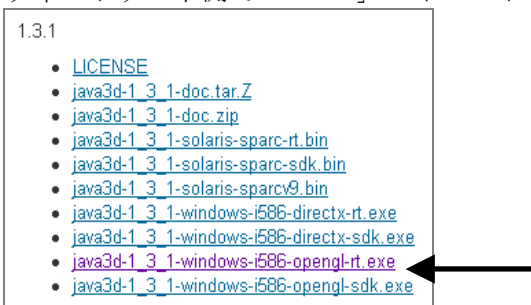 1.3.1
LICENSE
java3d-1_3_1-doc.tar.Z
java3d-1_3_1-doc.zip
java3d-1_3_1-solaris-sparc-rt.bin
java3d-1_3_1-solaris-sparc-sdk.bin
java3d-1_3_1-solaris-sparcv9.bin
java3d-1_3_1-windows-i586-directx-rt.exe
java3d-1_3_1-windows-i586-directx-sdk.exe
java3d-1_3_1-windows-i586-opengl-rt.exe
java3d-1_3_1-windows-i586-opengl-sdk.exe